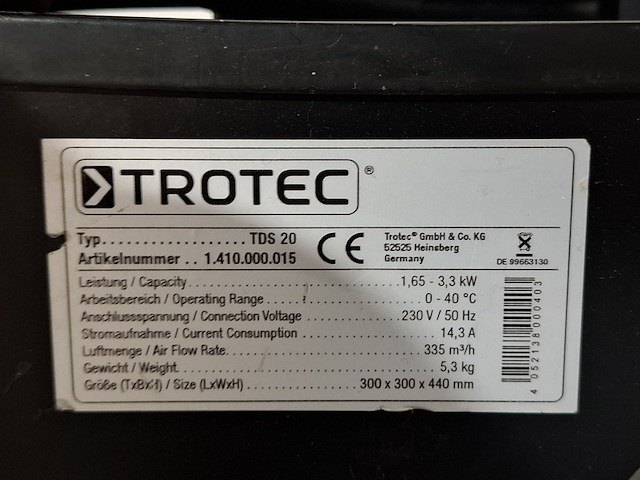 TROTEC®
Typ.................. TDS 20
Artikelnummer .. 1.410.000.015
CE
Trotec® GmbH & Co. KG
52525 Heinsberg
Germany
DE 99663130
Leistung / Capacity.............................. 1,65 - 3,3 kW
Arbeitsbereich / Operating Range ................ 0 - 40 °C
Anschlussspannung / Connection Voltage .......... 230 V / 50 Hz
Stromaufnahme / Current Consumption ............. 14,3 A
Luftmenge / Air Flow Rate........................ 335 m³/h
Gewicht / Weight................................. 5,3 kg
Größe (TxBxH) / Size (LxWxH) .................... 300 x 300 x 440 mm
4 052138 000403